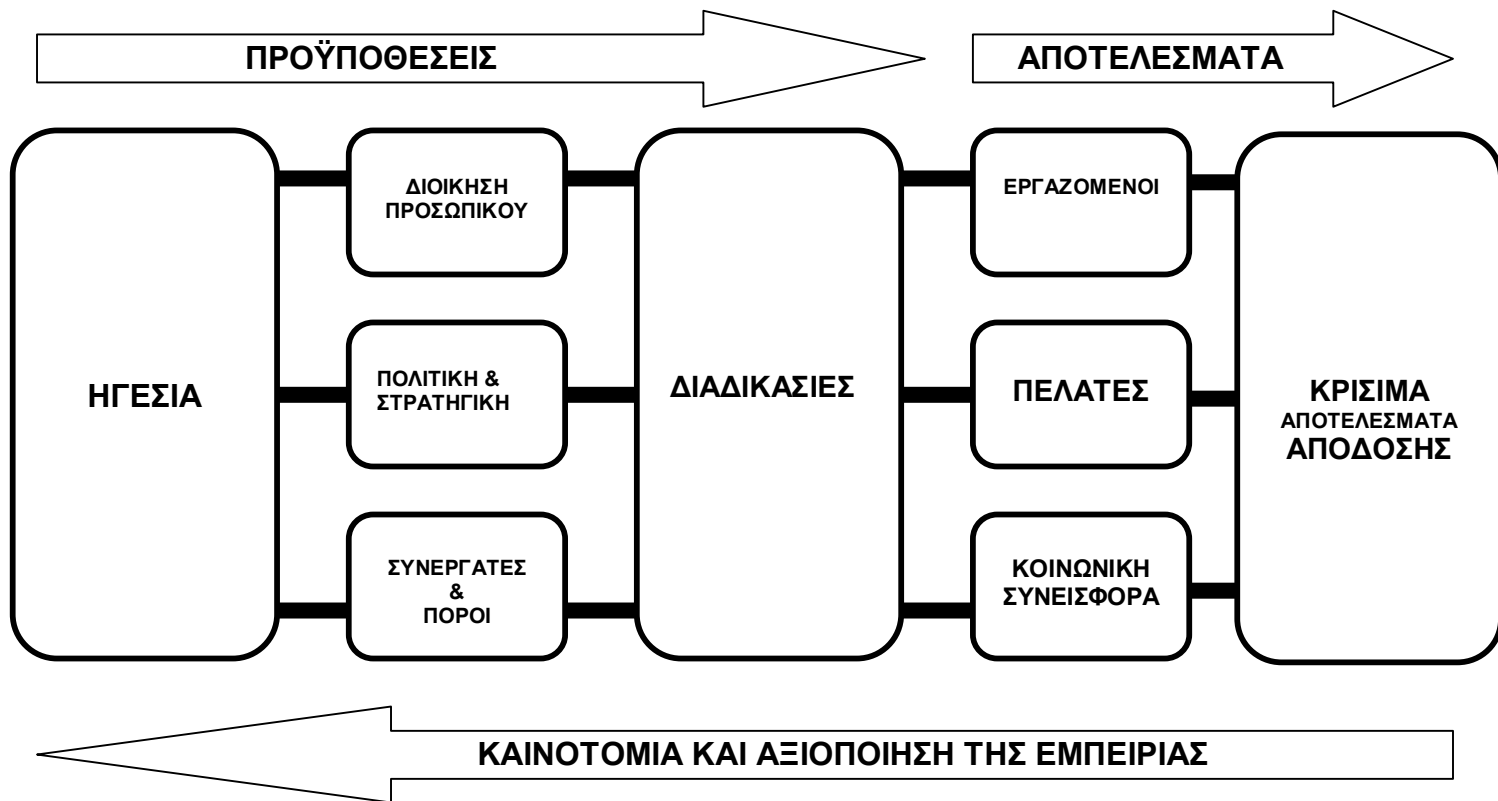 ΠΡΟΫΠΟΘΕΣΕΙΣ
ΑΠΟΤΕΛΕΣΜΑΤΑ
ΗΓΕΣΙΑ
ΔΙΟΙΚΗΣΗ
ΠΡΟΣΩΠΙΚΟΥ
ΠΟΛΙΤΙΚΗ &
ΣΤΡΑΤΗΓΙΚΗ
ΣΥΝΕΡΓΑΤΕΣ
&
ΠΟΡΟΙ
ΔΙΑΔΙΚΑΣΙΕΣ
ΕΡΓΑΖΟΜΕΝΟΙ
ΠΕΛΑΤΕΣ
ΚΟΙΝΩΝΙΚΗ
ΣΥΝΕΙΣΦΟΡΑ
ΚΡΙΣΙΜΑ
ΑΠΟΤΕΛΕΣΜΑΤΑ
ΑΠΟΔΟΣΗΣ
ΚΑΙΝΟΤΟΜΙΑ ΚΑΙ ΑΞΙΟΠΟΙΗΣΗ ΤΗΣ ΕΜΠΕΙΡΙΑΣ